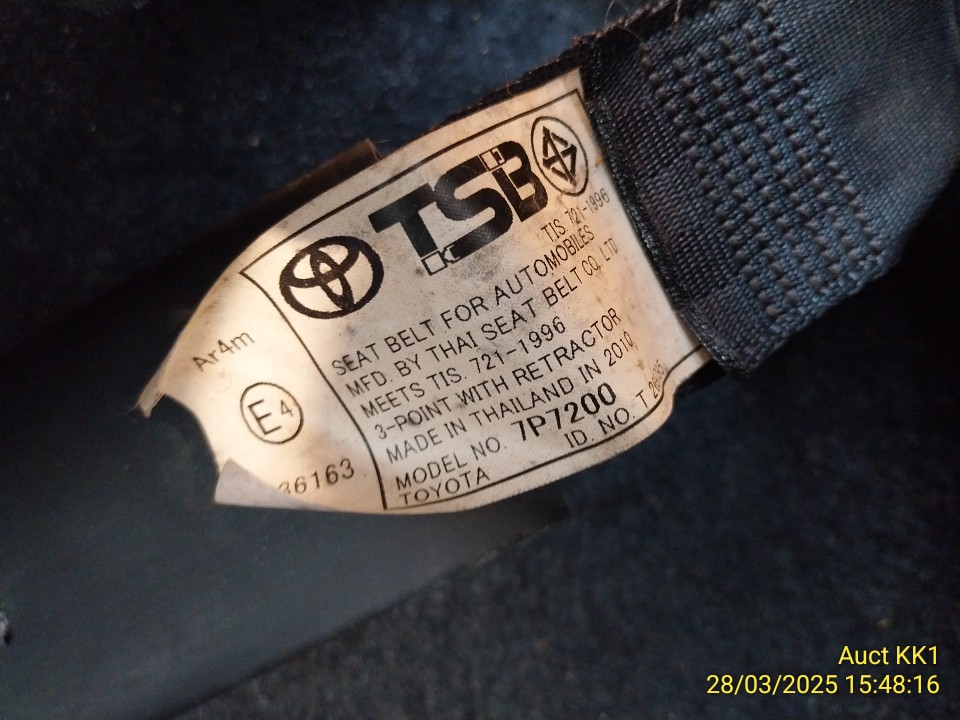 TSB
TIS. 721-1996
SEAT BELT FOR AUTOMOBILES
MFD. BY THAI SEAT BELT CO. LTD
MEETS TIS. 721-1996
3-POINT WITH RETRACTOR
MADE IN THAILAND IN 2010
MODEL NO. 7P7200
TOYOTA ID. NO. T
Ar4m
E4
36163
Auct KK1
28/03/2025 15:48:16